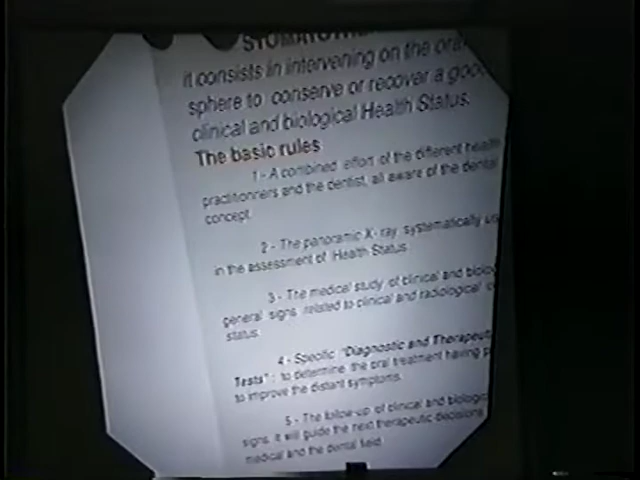 it consists in intervening on the oral
sphere to conserve or recover a good
clinical and biological Health Status.
The basic rules
1 - A combined effort of the different health
practitionners and the dentist, all aware of the dental
concept.
2 - The panoramic X- ray, systematically
in the assessment of Health Status.
3 - The medical study of clinical and
general signs related to clinical and radiological
status.
4 - Specific "Diagnostic and
Tests" : to determine the oral treatment having
to improve the distant symptoms.
5 - The follow-up of clinical and
signs. It will guide the next therapeutic decisions
medical and the dental field.